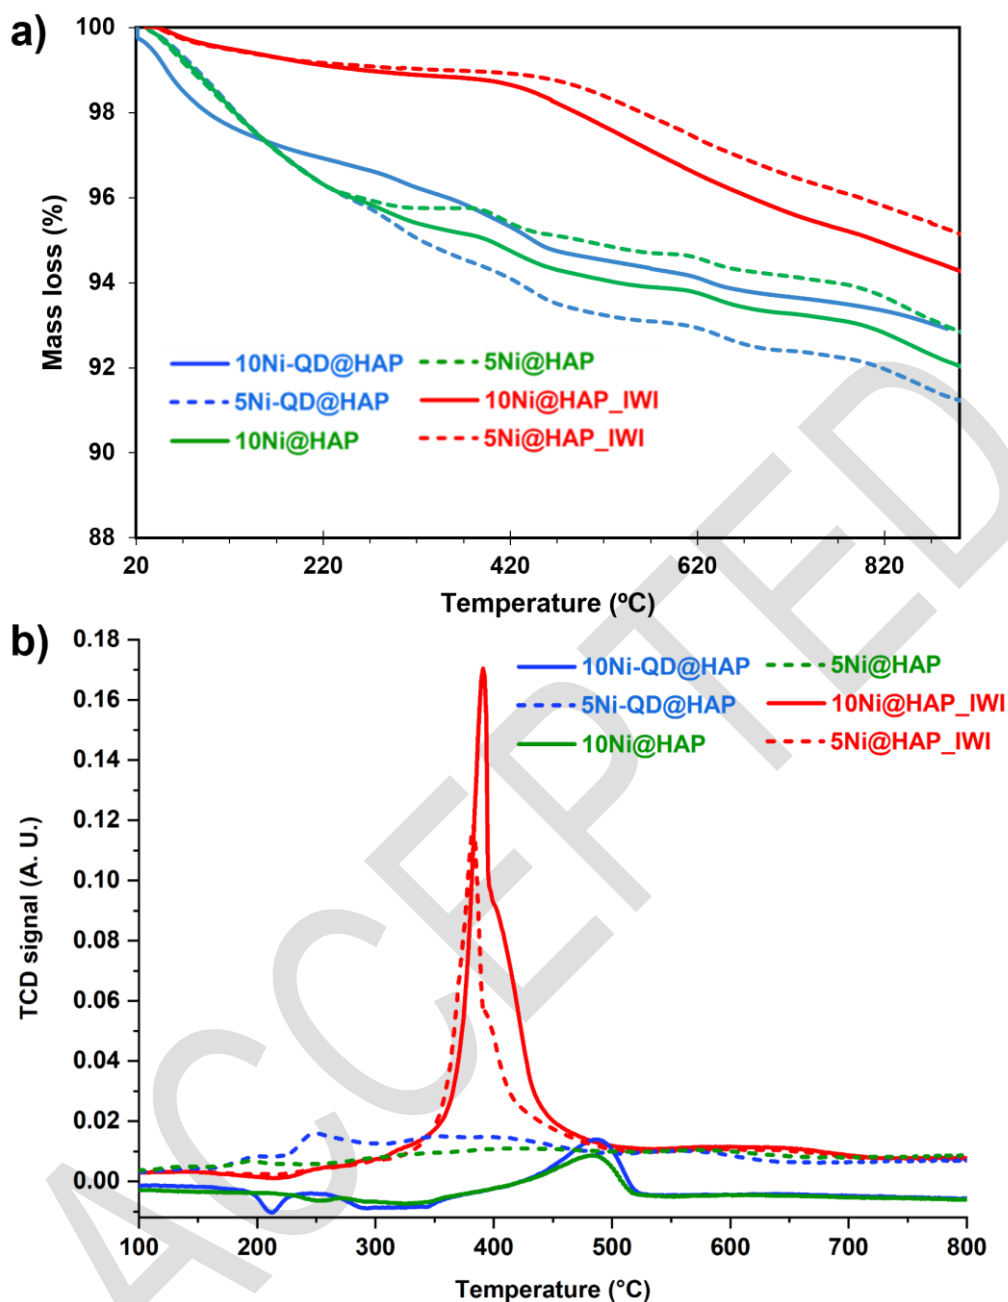 a)
100
98
96
94
92
90
88
Mass loss (%)
10Ni-QD@HAP
5Ni-QD@HAP
10Ni@HAP
5Ni@HAP
10Ni@HAP_IWI
5Ni@HAP_IWI
20 220 420 620 820
Temperature (ºC)
b)
0.18
0.16
0.14
0.12
0.10
0.08
0.06
0.04
0.02
0.00
TCD signal (A. U.)
10Ni-QD@HAP
5Ni-QD@HAP
10Ni@HAP
5Ni@HAP
10Ni@HAP_IWI
5Ni@HAP_IWI
100 200 300 400 500 600 700 800
Temperature (°C)
ACCEPTED